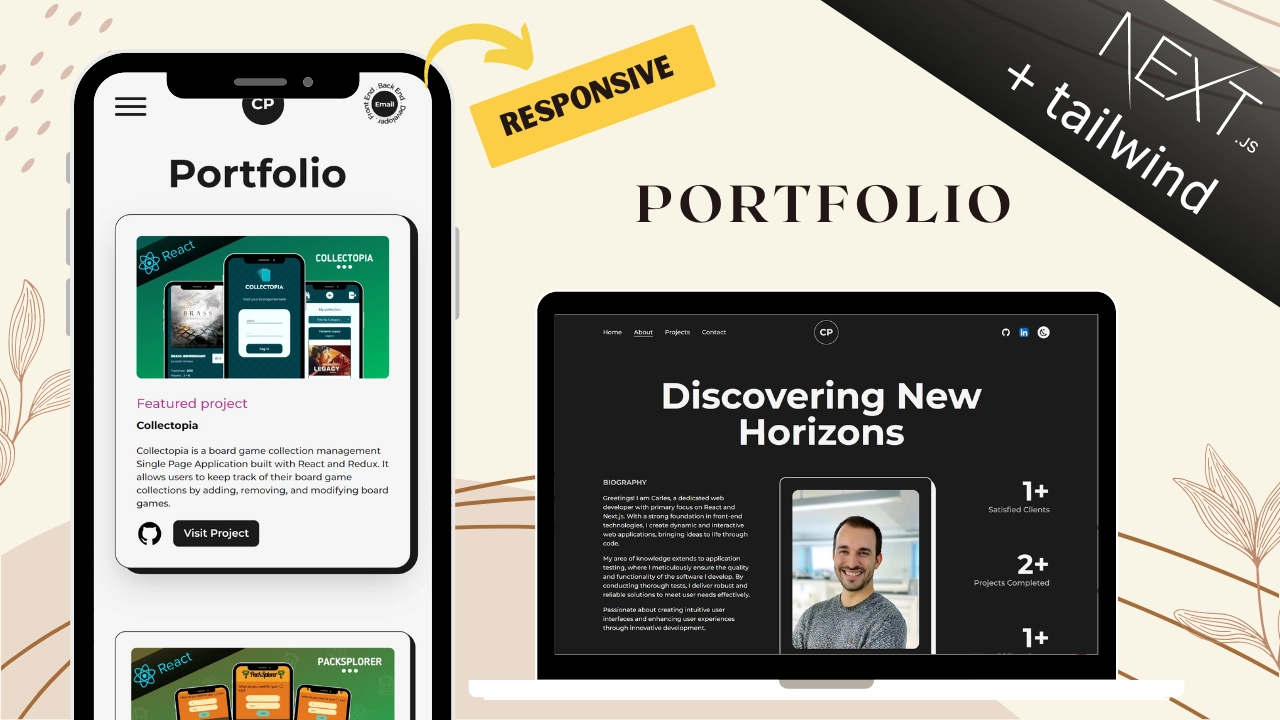 CP
Email
Front End
Back End
Developer
Portfolio
React
COLLECTOPIA
COLLECTOPIA
My collection
BRASS
LEGACY
Log in
Featured project
Collectopia
Collectopia is a board game collection management
Single Page Application built with React and Redux. It
allows users to keep track of their board game
collections by adding, removing, and modifying board
games.
Visit Project
React
PACKSPLORER
PackSplorer
RESPONSIVE
NEXT.JS
+ tailwind
PORTFOLIO
Home About Projects Contact
CP
in
Discovering New
Horizons
BIOGRAPHY
Greetings! I am Carles, a dedicated web
developer with primary focus on React and
Next.js. With a strong foundation in front-end
technologies, I create dynamic and interactive
web applications, bringing ideas to life through
code.
My area of knowledge extends to application
testing, where I meticulously ensure the quality
and functionality of the software I develop. By
conducting thorough tests, I deliver robust and
reliable solutions to meet user needs effectively.
Passionate about creating intuitive user
interfaces and enhancing user experiences
through innovative development.
1+
Satisfied Clients
2+
Projects Completed
1+